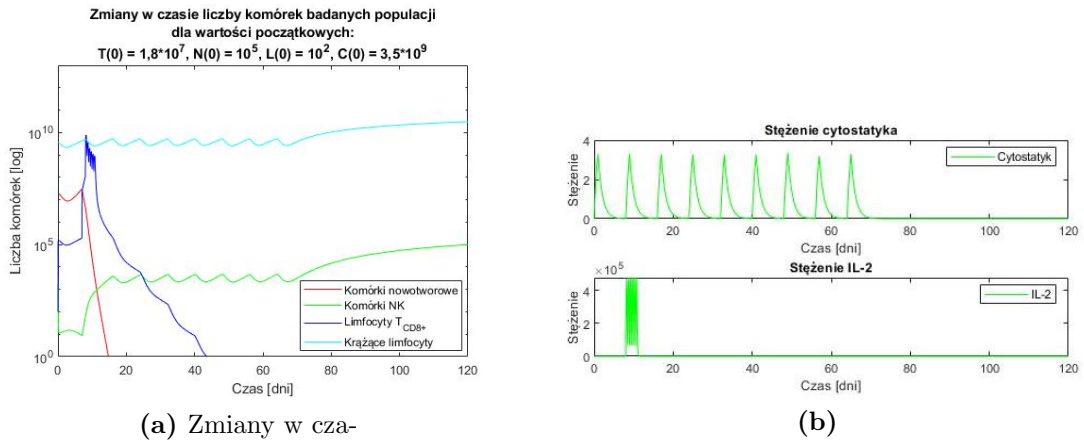 Zmiany w czasie liczby komórek badanych populacji
dla wartości początkowych:
T(0) = 1,8*10^7, N(0) = 10^5, L(0) = 10^2, C(0) = 3,5*10^9
Liczba komórek [log]
10^10
10^5
10^0
0 20 40 60 80 100 120
Czas [dni]
Komórki nowotworowe
Komórki NK
Limfocyty T_CD8+
Krążące limfocyty
(a) Zmiany w cza-
Stężenie cytostatyka
Stężenie
4
2
0
0 20 40 60 80 100 120
Czas [dni]
Cytostatyk
Stężenie IL-2
×10^5
Stężenie
4
2
0
0 20 40 60 80 100 120
Czas [dni]
IL-2
(b)